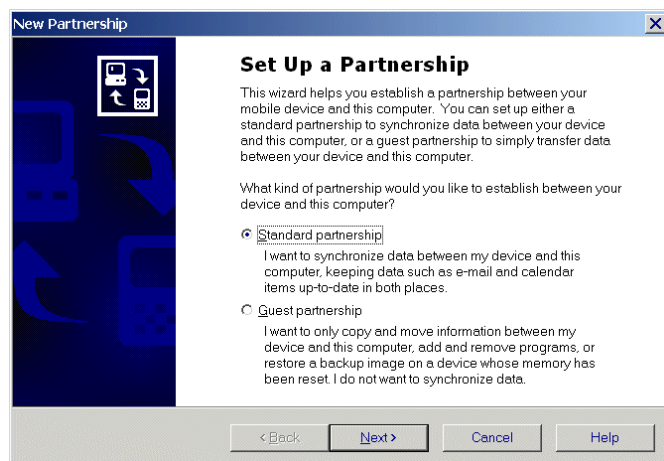 New Partnership
Set Up a Partnership
This wizard helps you establish a partnership between your
mobile device and this computer. You can set up either a
standard partnership to synchronize data between your device
and this computer, or a guest partnership to simply transfer data
between your device and this computer.
What kind of partnership would you like to establish between your
device and this computer?
Standard partnership
I want to synchronize data between my device and this
computer, keeping data such as e-mail and calendar
items up-to-date in both places.
Guest partnership
I want to only copy and move information between my
device and this computer, add and remove programs, or
restore a backup image on a device whose memory has
been reset. I do not want to synchronize data.
< Back Next > Cancel Help